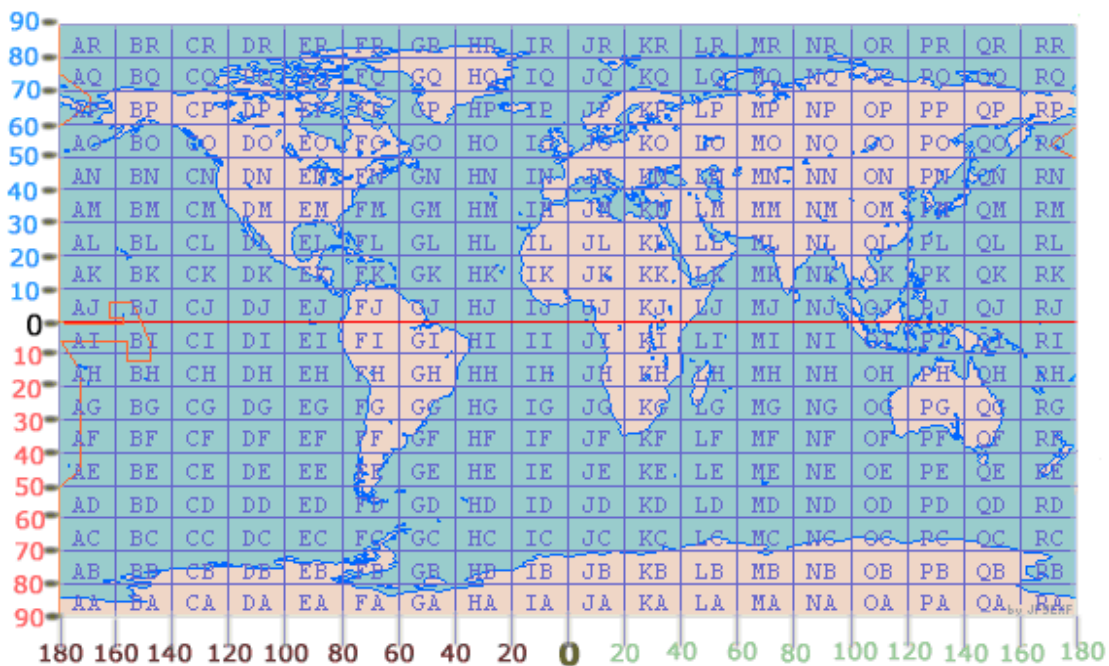 90
AR BR CR DR ER FR GR HR IR JR KR LR MR NR OR PR QR RR
80
AQ BQ CQ DQ EQ FQ GQ HQ IQ JQ KQ LQ MQ NQ OQ PQ QQ RQ
70
AP BP CP DP EP FP GP HP IP JP KP LP MP NP OP PP QP RP
60
AO BO CO DO EO FO GO HO IO JO KO LO MO NO OO PO QO RO
50
AN BN CN DN EN FN GN HN IN JN KN LN MN NN ON PN QN RN
40
AM BM CM DM EM FM GM HM IM JM KM LM MM NM OM PM QM RM
30
AL BL CL DL EL FL GL HL IL JL KL LL ML NL OL PL QL RL
20
AK BK CK DK EK FK GK HK IK JK KK LK MK NK OK PK QK RK
10
AJ BJ CJ DJ EJ FJ GJ HJ IJ JJ KJ LJ MJ NJ OJ PJ QJ RJ
0
AI BI CI DI EI FI GI HI II JI KI LI MI NI OI PI QI RI
10
AH BH CH DH EH FH GH HH IH JH KH LH MH NH OH PH QH RH
20
AG BG CG DG EG FG GG HG IG JG KG LG MG NG OG PG QG RG
30
AF BF CF DF EF FF GF HF IF JF KF LF MF NF OF PF QF RF
40
AE BE CE DE EE FE GE HE IE JE KE LE ME NE OE PE QE RE
50
AD BD CD DD ED FD GD HD ID JD KD LD MD ND OD PD QD RD
60
AC BC CC DC EC FC GC HC IC JC KC LC MC NC OC PC QC RC
70
AB BB CB DB EB FB GB HB IB JB KB LB MB NB OB PB QB RB
80
AA BA CA DA EA FA GA HA IA JA KA LA MA NA OA PA QA RA
by
90
180 160 140 120 100 80 60 40 20 0 20 40 60 80 100 120 140 160 180